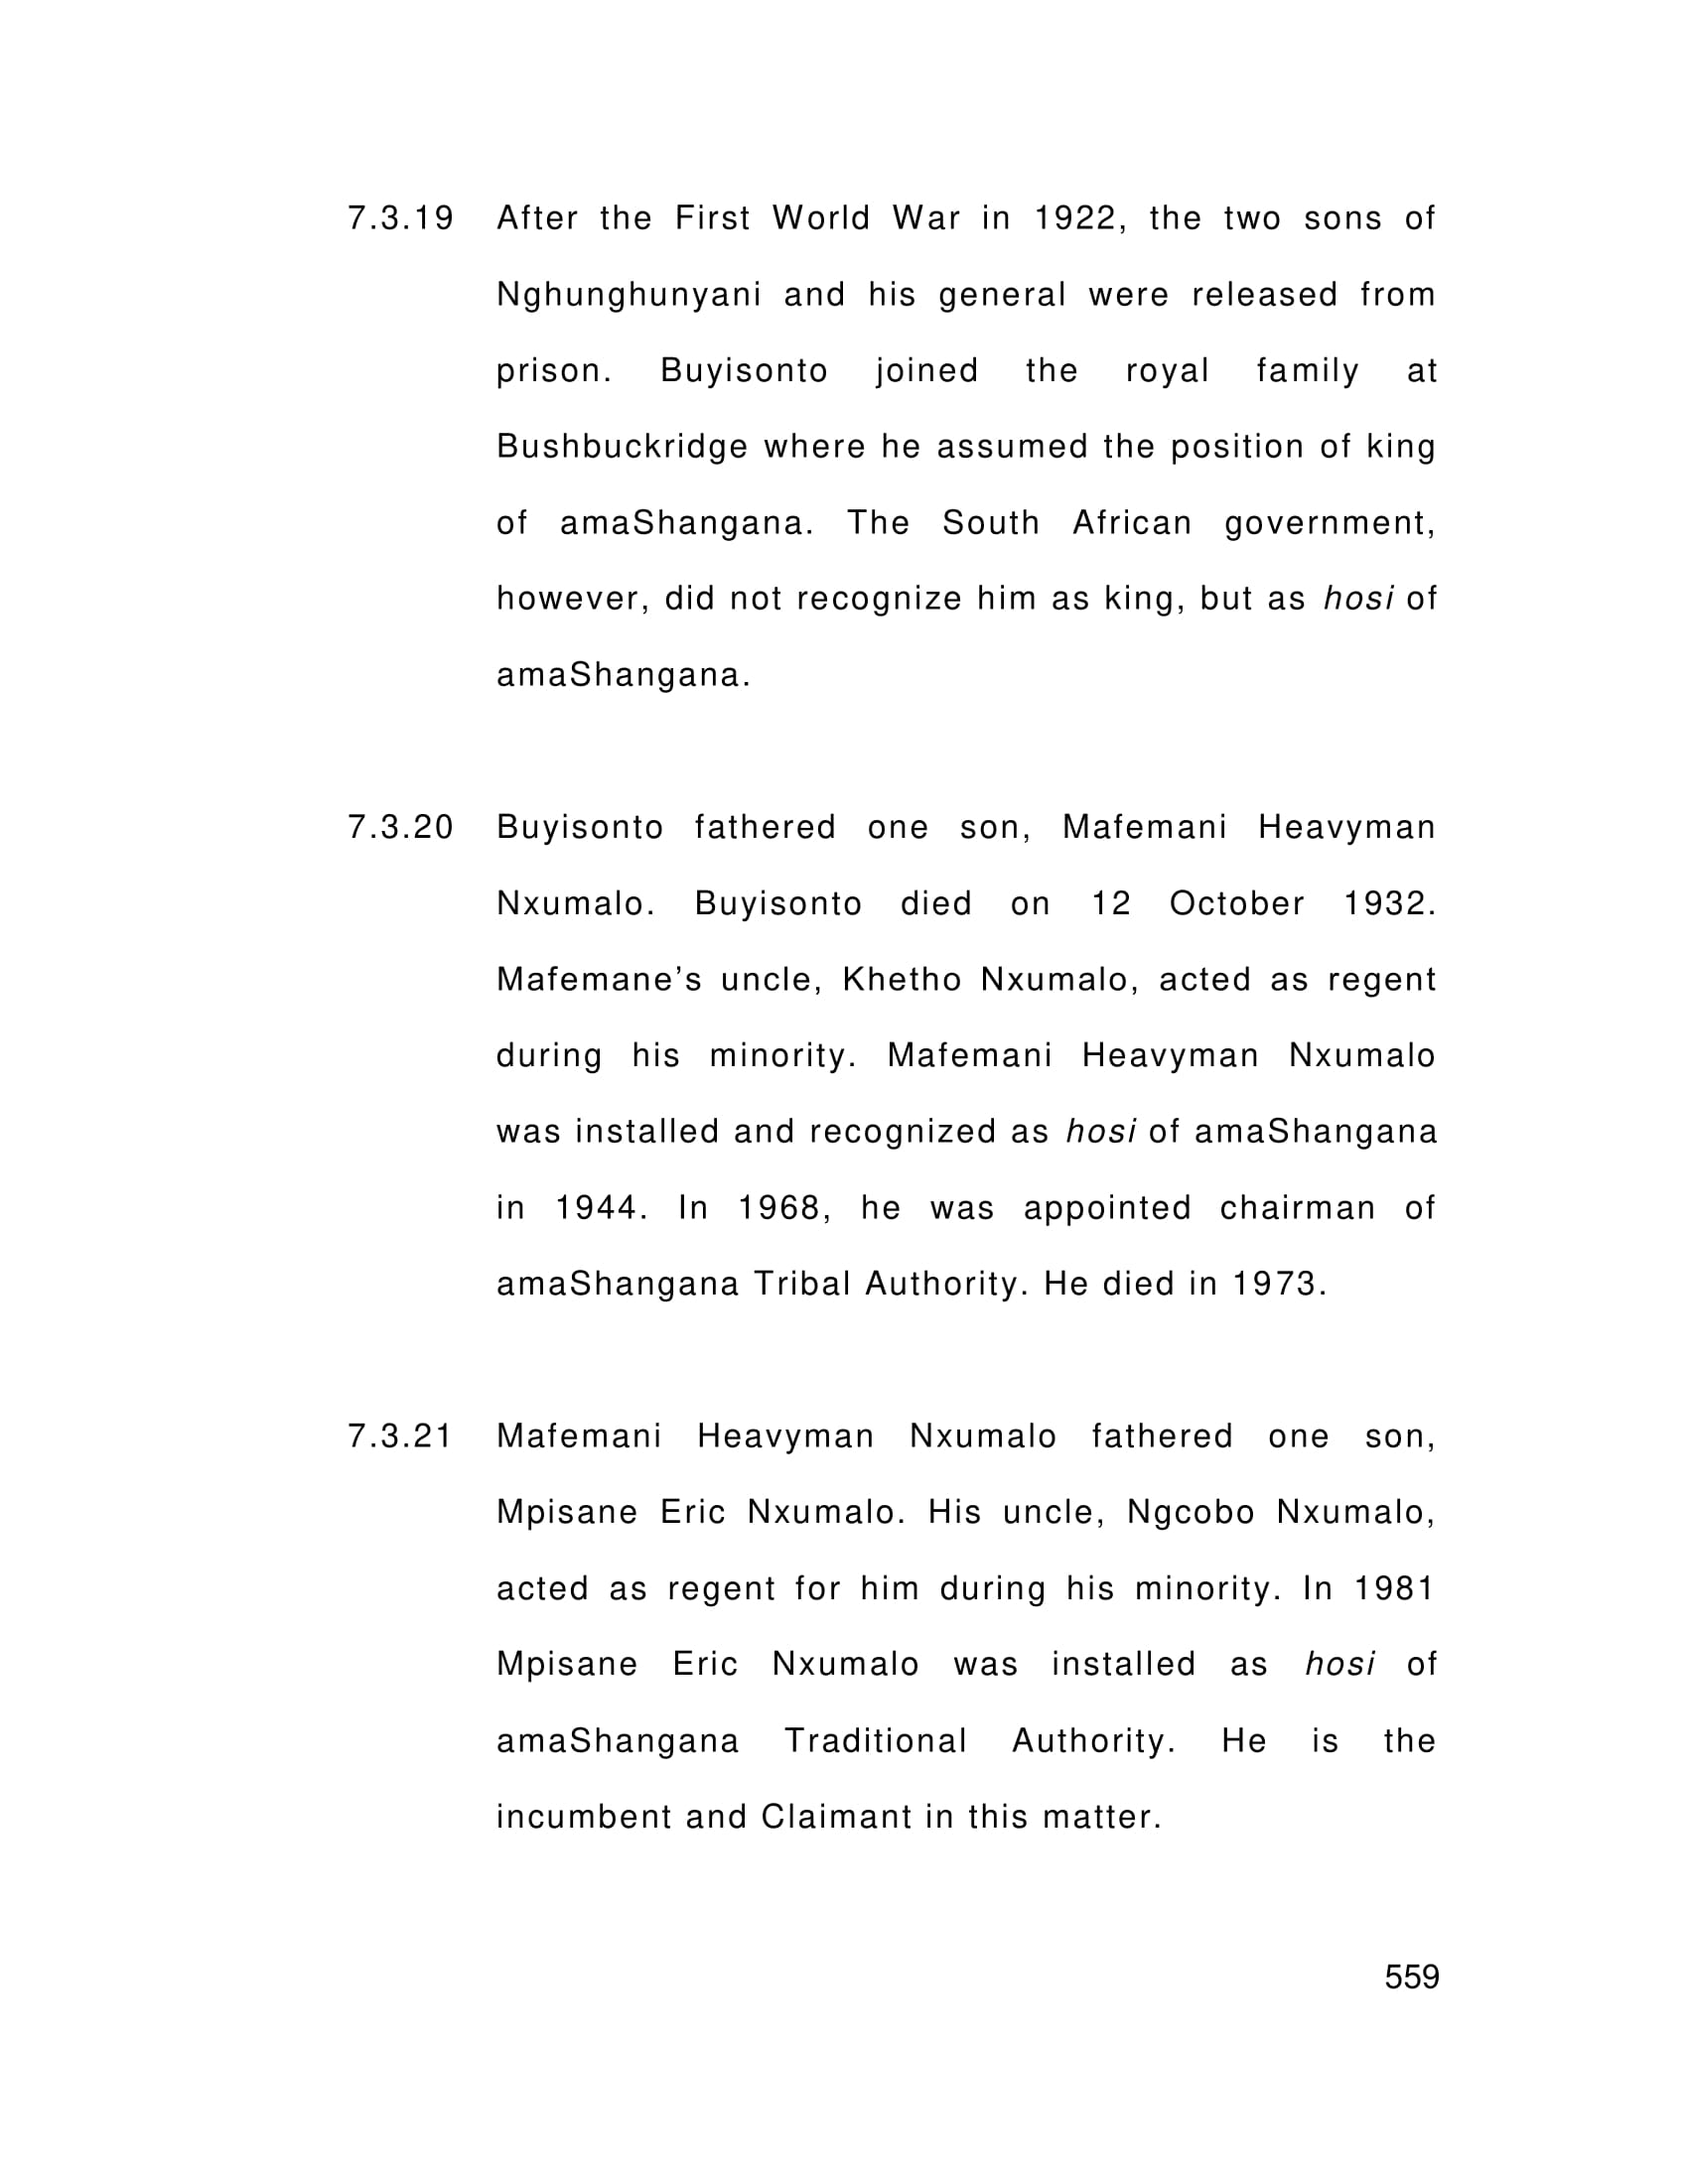 7.3.19 After the First World War in 1922, the two sons of
Nghunghunyani and his general were released from
prison. Buyisonto joined the royal family at
Bushbuckridge where he assumed the position of king
of amaShangana. The South African government,
however, did not recognize him as king, but as hosi of
amaShangana.
7.3.20 Buyisonto fathered one son, Mafemani Heavyman
Nxumalo. Buyisonto died on 12 October 1932.
Mafemane’s uncle, Khetho Nxumalo, acted as regent
during his minority. Mafemani Heavyman Nxumalo
was installed and recognized as hosi of amaShangana
in 1944. In 1968, he was appointed chairman of
amaShangana Tribal Authority. He died in 1973.
7.3.21 Mafemani Heavyman Nxumalo fathered one son,
Mpisane Eric Nxumalo. His uncle, Ngcobo Nxumalo,
acted as regent for him during his minority. In 1981
Mpisane Eric Nxumalo was installed as hosi of
amaShangana Traditional Authority. He is the
incumbent and Claimant in this matter.
559